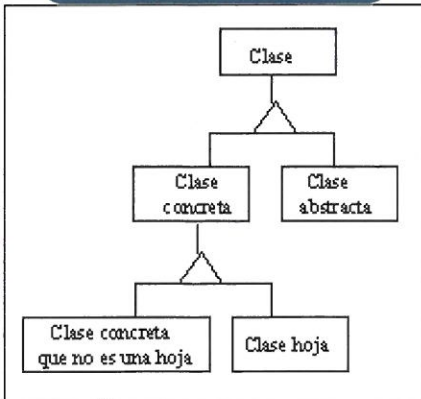 Clase
Clase
concreta
Clase
abstracta
Clase concreta
que no es una hoja
Clase hoja